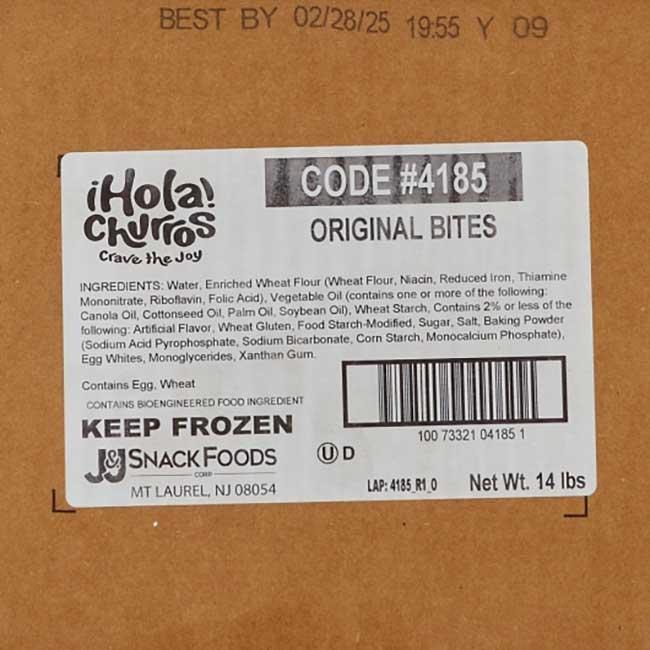 BEST BY 02/28/25 19:55 Y 09
¡Hola!
Churros
Crave the Joy
CODE #4185
ORIGINAL BITES
INGREDIENTS: Water, Enriched Wheat Flour (Wheat Flour, Niacin, Reduced Iron, Thiamine
Mononitrate, Riboflavin, Folic Acid), Vegetable Oil (contains one or more of the following:
Canola Oil, Cottonseed Oil, Palm Oil, Soybean Oil), Wheat Starch, Contains 2% or less of the
following: Artificial Flavor, Wheat Gluten, Food Starch-Modified, Sugar, Salt, Baking Powder
(Sodium Acid Pyrophosphate, Sodium Bicarbonate, Corn Starch, Monocalcium Phosphate),
Egg Whites, Monoglycerides, Xanthan Gum.
Contains Egg, Wheat
CONTAINS BIOENGINEERED FOOD INGREDIENT
KEEP FROZEN
J&J SNACK FOODS
CORP
MT LAUREL, NJ 08054
U D
100 73321 04185 1
LAP: 4185_R1_0
Net Wt. 14 lbs